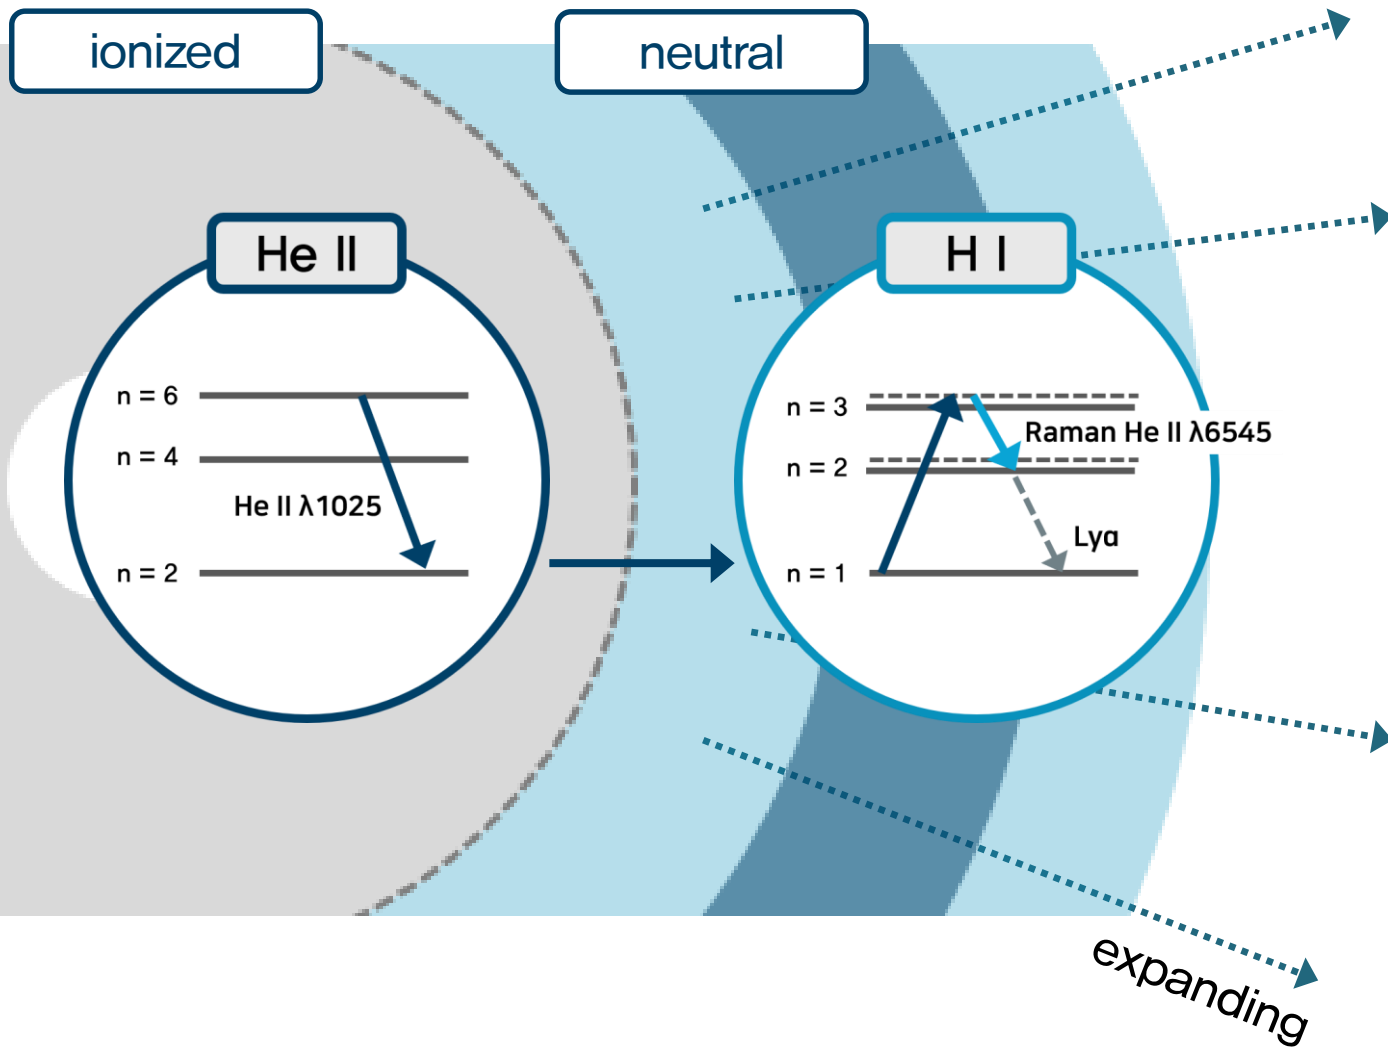 ionized
neutral
He II
H I
n = 6
n = 4
He II λ1025
n = 2
n = 3
Raman He II λ6545
n = 2
Lyα
n = 1
expanding